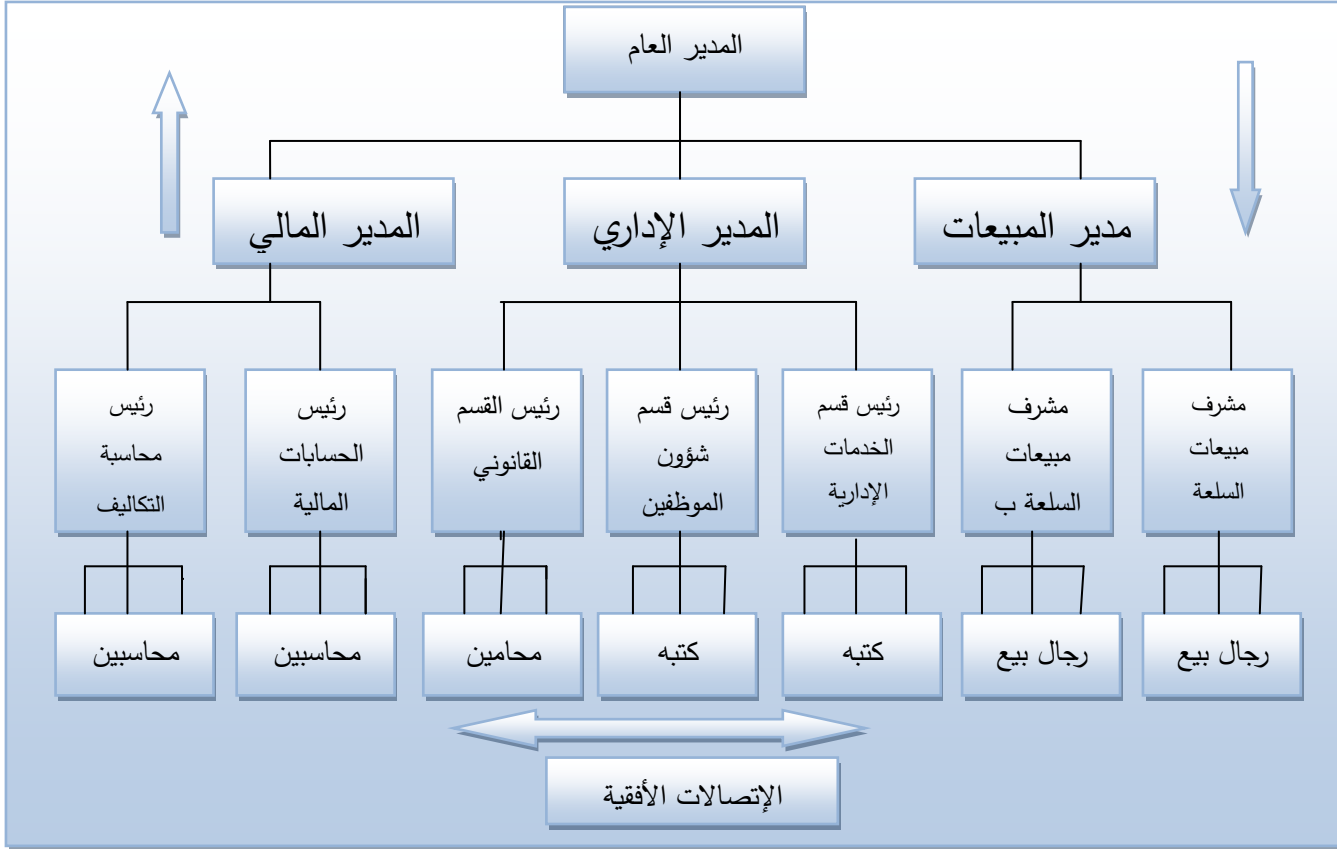 المدير العام
مدير المبيعات
المدير الإداري
المدير المالي
مشرف
مبيعات
السلعة
مشرف
مبيعات
السلعة ب
رئيس قسم
الخدمات
الإدارية
رئيس قسم
شؤون
الموظفين
رئيس القسم
القانوني
رئيس
الحسابات
المالية
رئيس
محاسبة
التكاليف
رجال بيع
رجال بيع
كتبه
كتبه
محامين
محاسبين
محاسبين
الإتصالات الأفقية